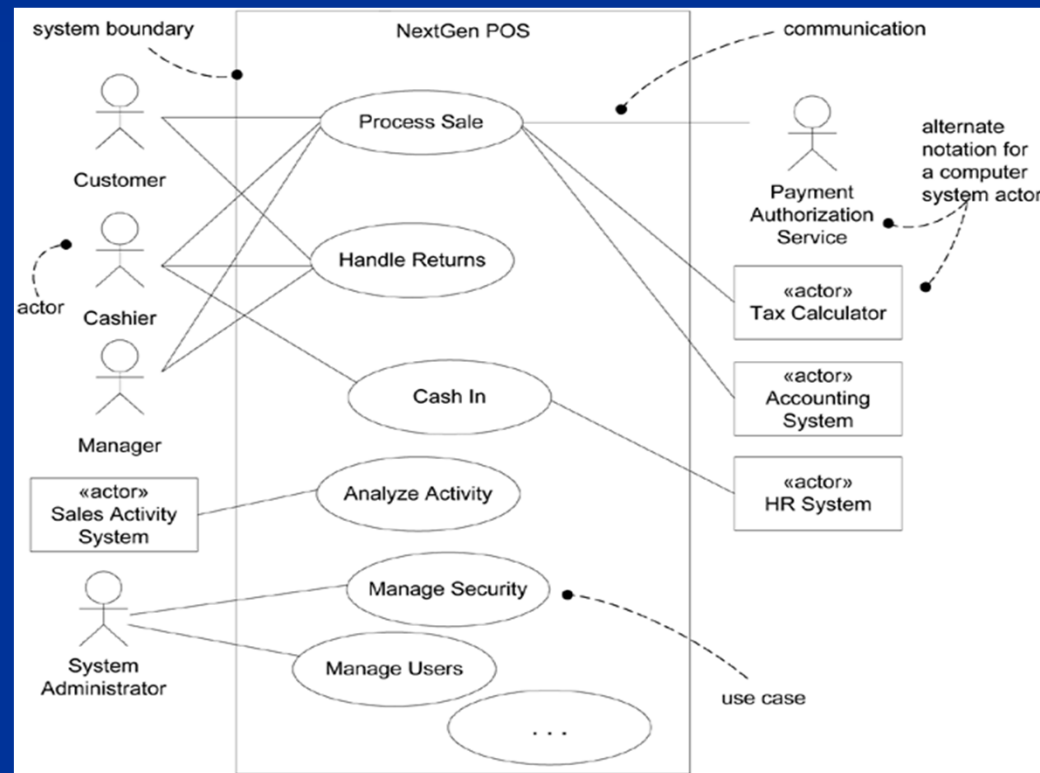 system boundary
NextGen POS
communication
Process Sale
alternate
notation for
a computer
system actor
Customer
Payment
Authorization
Service
Handle Returns
actor
Cashier
«actor»
Tax Calculator
Cash In
«actor»
Accounting
System
Manager
«actor»
Sales Activity
System
Analyze Activity
«actor»
HR System
Manage Security
System
Administrator
Manage Users
use case
. . .